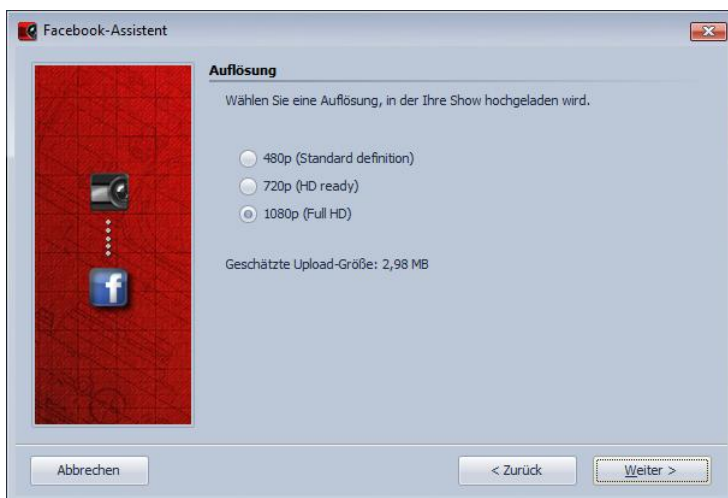 Facebook-Assistent
Auflösung
Wählen Sie eine Auflösung, in der Ihre Show hochgeladen wird.
480p (Standard definition)
720p (HD ready)
1080p (Full HD)
Geschätzte Upload-Größe: 2,98 MB
Abbrechen
< Zurück
Weiter >